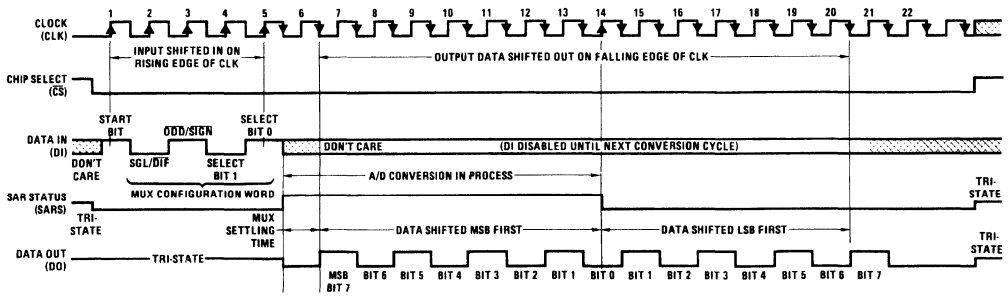 CLOCK
(CLK)
1 2 3 4 5 6 7 8 9 10 11 12 13 14 15 16 17 18 19 20 21 22
INPUT SHIFTED IN ON
RISING EDGE OF CLK
OUTPUT DATA SHIFTED OUT ON FALLING EDGE OF CLK
CHIP SELECT
(CS)
START
BIT
ODD/SIGN
SELECT
BIT 0
DATA IN
(DI)
DON'T
CARE
SGL/DIF
SELECT
BIT 1
DON'T CARE
(DI DISABLED UNTIL NEXT CONVERSION CYCLE)
MUX CONFIGURATION WORD
A/D CONVERSION IN PROCESS
SAR STATUS
(SARS)
TRI-
STATE
TRI-
STATE
MUX
SETTLING
TIME
DATA SHIFTED MSB FIRST
DATA SHIFTED LSB FIRST
DATA OUT
(DO)
TRI-STATE
TRI-
STATE
MSB
BIT 7
BIT 6 BIT 5 BIT 4 BIT 3 BIT 2 BIT 1 BIT 0 BIT 1 BIT 2 BIT 3 BIT 4 BIT 5 BIT 6 BIT 7